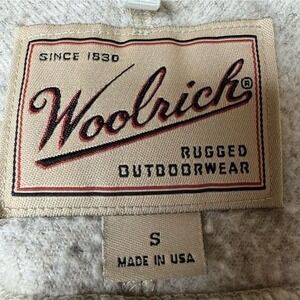 SINCE 1830
Woolrich®
RUGGED
OUTDOORWEAR
S
MADE IN USA